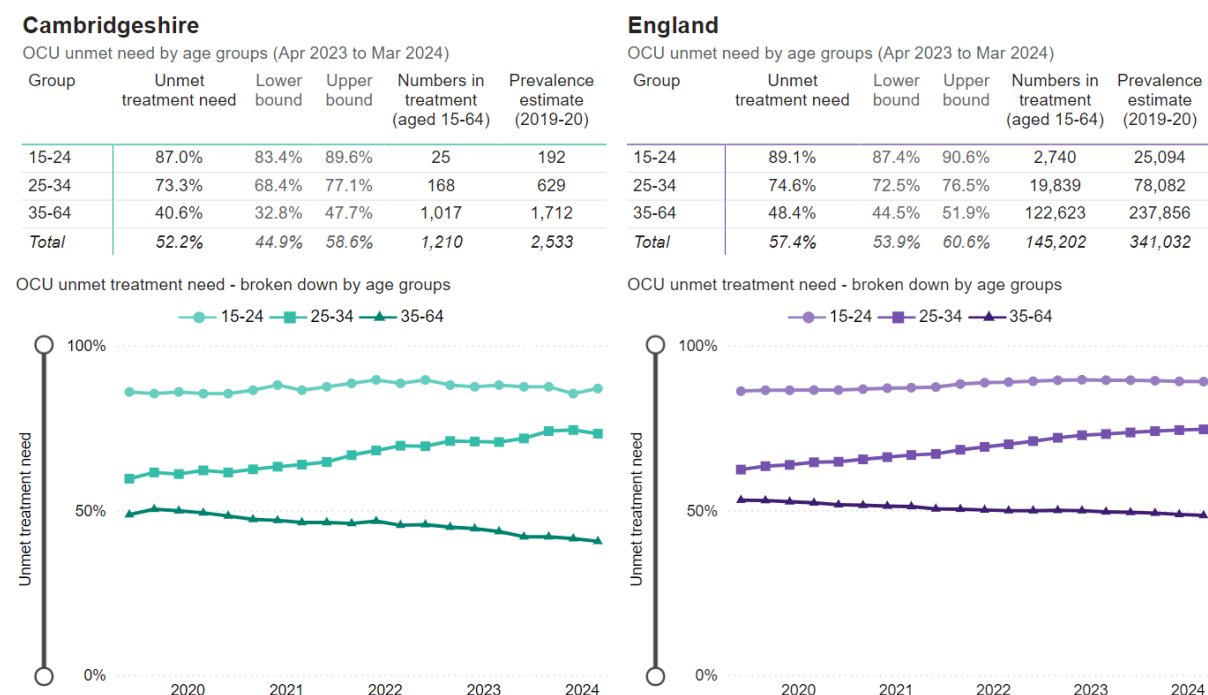 Cambridgeshire
OCU unmet need by age groups (Apr 2023 to Mar 2024)
Group Unmet treatment need Lower bound Upper bound Numbers in treatment (aged 15-64) Prevalence estimate (2019-20)
15-24 87.0% 83.4% 89.6% 25 192
25-34 73.3% 68.4% 77.1% 168 629
35-64 40.6% 32.8% 47.7% 1,017 1,712
Total 52.2% 44.9% 58.6% 1,210 2,533
OCU unmet treatment need - broken down by age groups
15-24 25-34 35-64
100%
50%
0%
Unmet treatment need
2020 2021 2022 2023 2024
England
OCU unmet need by age groups (Apr 2023 to Mar 2024)
Group Unmet treatment need Lower bound Upper bound Numbers in treatment (aged 15-64) Prevalence estimate (2019-20)
15-24 89.1% 87.4% 90.6% 2,740 25,094
25-34 74.6% 72.5% 76.5% 19,839 78,082
35-64 48.4% 44.5% 51.9% 122,623 237,856
Total 57.4% 53.9% 60.6% 145,202 341,032
OCU unmet treatment need - broken down by age groups
15-24 25-34 35-64
100%
50%
0%
Unmet treatment need
2020 2021 2022 2023 2024